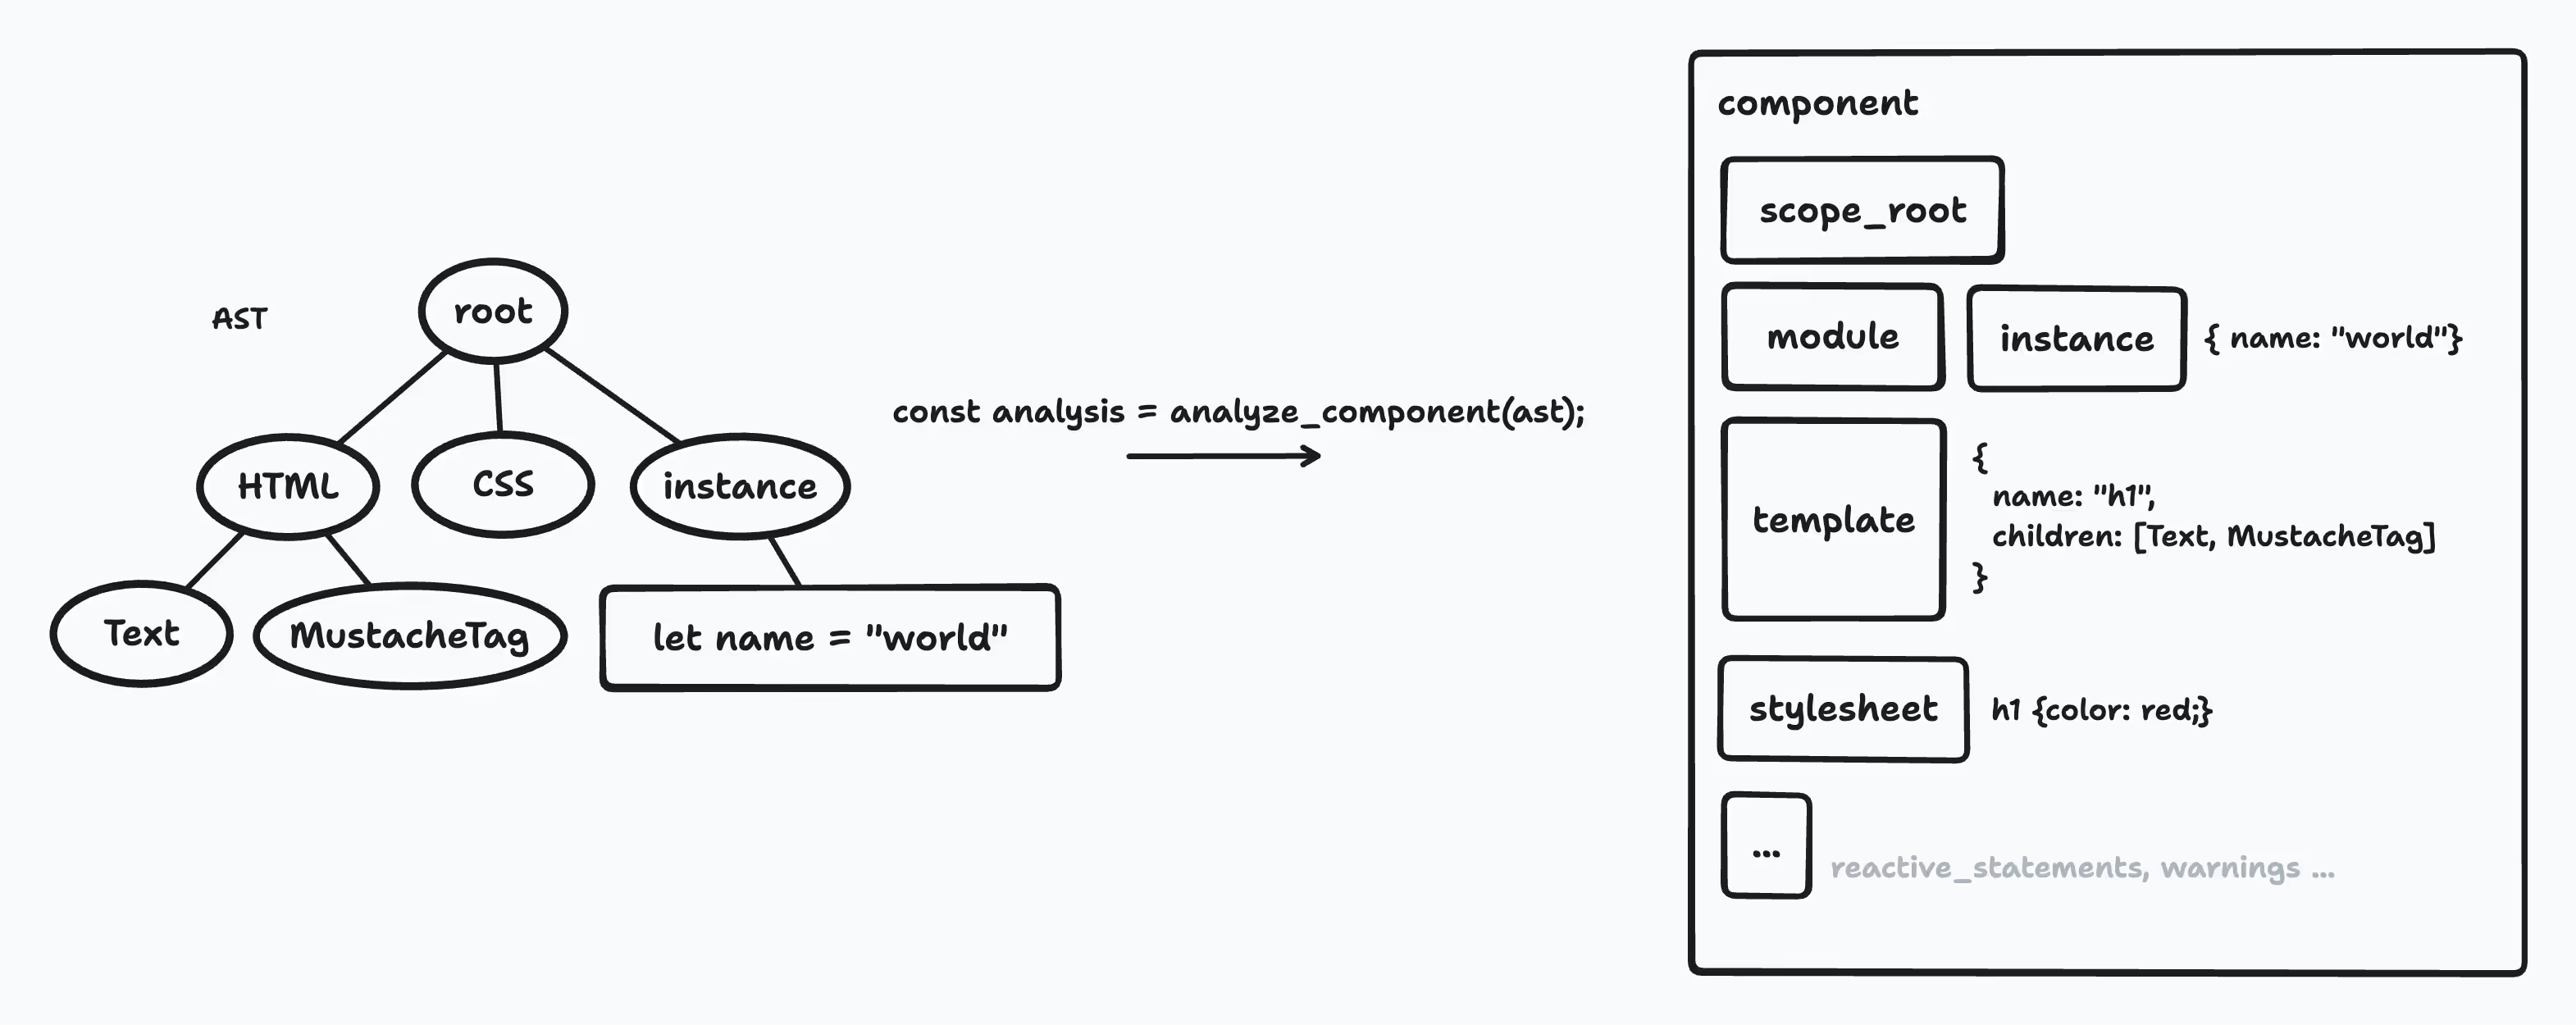 AST
root
HTML
CSS
instance
Text
MustacheTag
let name = "world"
const analysis = analyze_component(ast);
component
scope_root
module
instance
{ name: "world"}
template
{
name: "h1",
children: [Text, MustacheTag]
}
stylesheet
h1 {color: red;}
...
reactive_statements, warnings ...